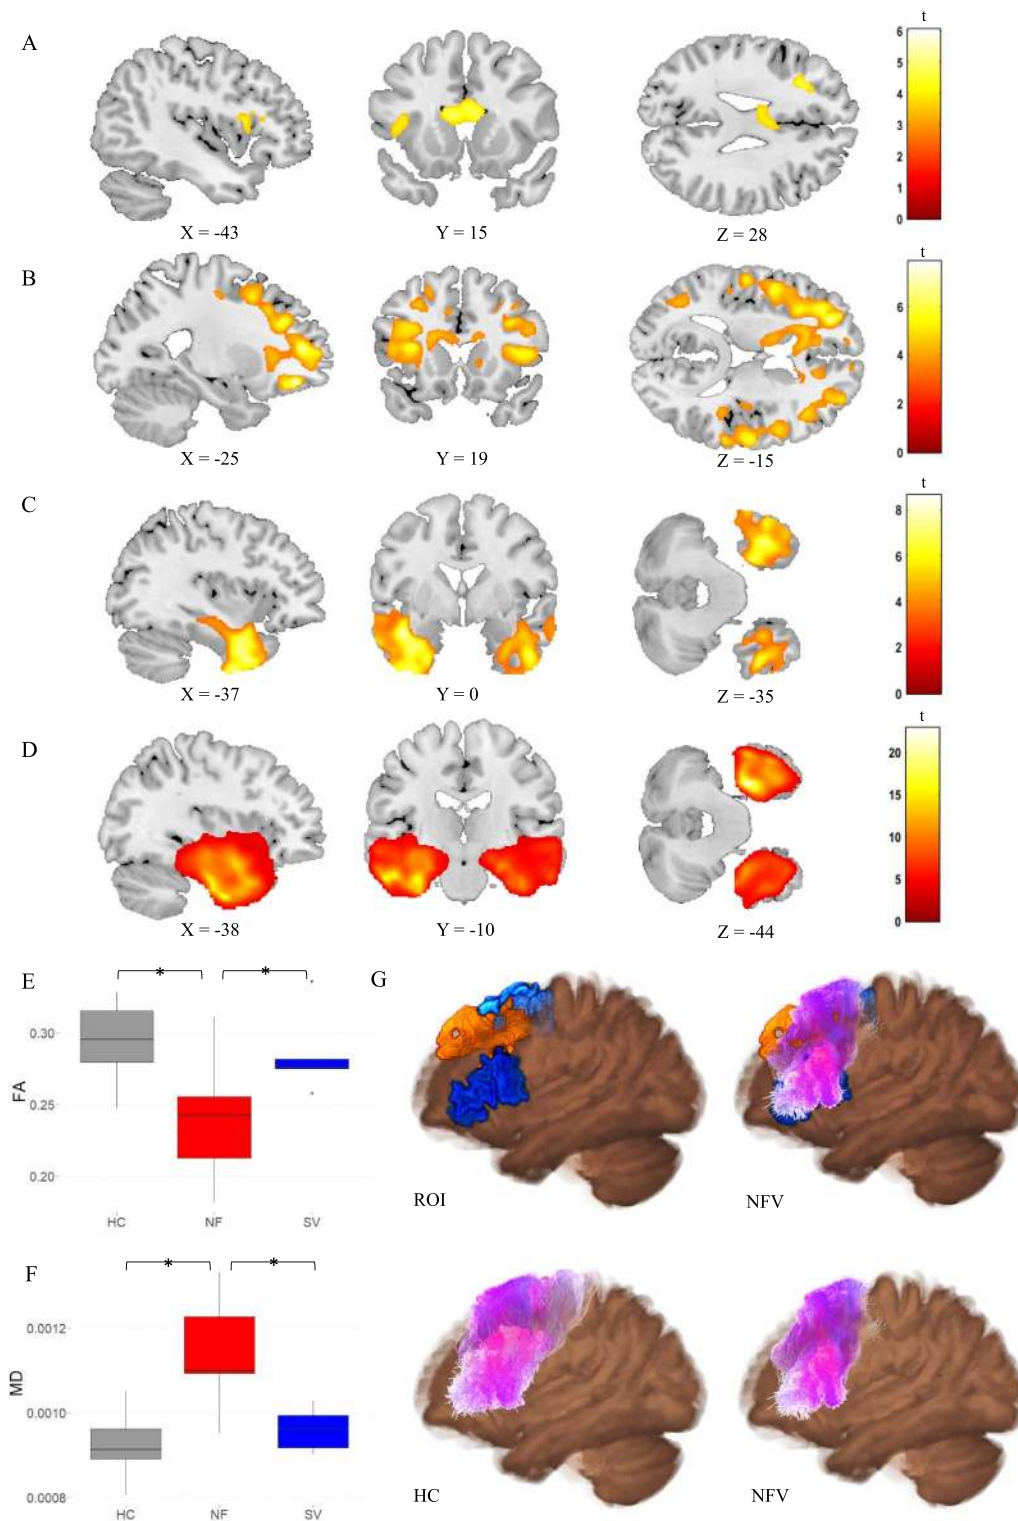 A
t
6
5
4
3
2
1
0
X = -43
Y = 15
Z = 28
B
6
4
2
0
X = -25
Y = 19
Z = -15
C
t
8
6
4
2
0
X = -37
Y = 0
Z = -35
D
t
20
15
10
5
0
X = -38
Y = -10
Z = -44
E
* *
FA
0.30
0.25
0.20
HC NF SV
G
ROI
NFV
F
* *
MD
0.0012
0.0010
0.0008
HC NF SV
HC
NFV
t